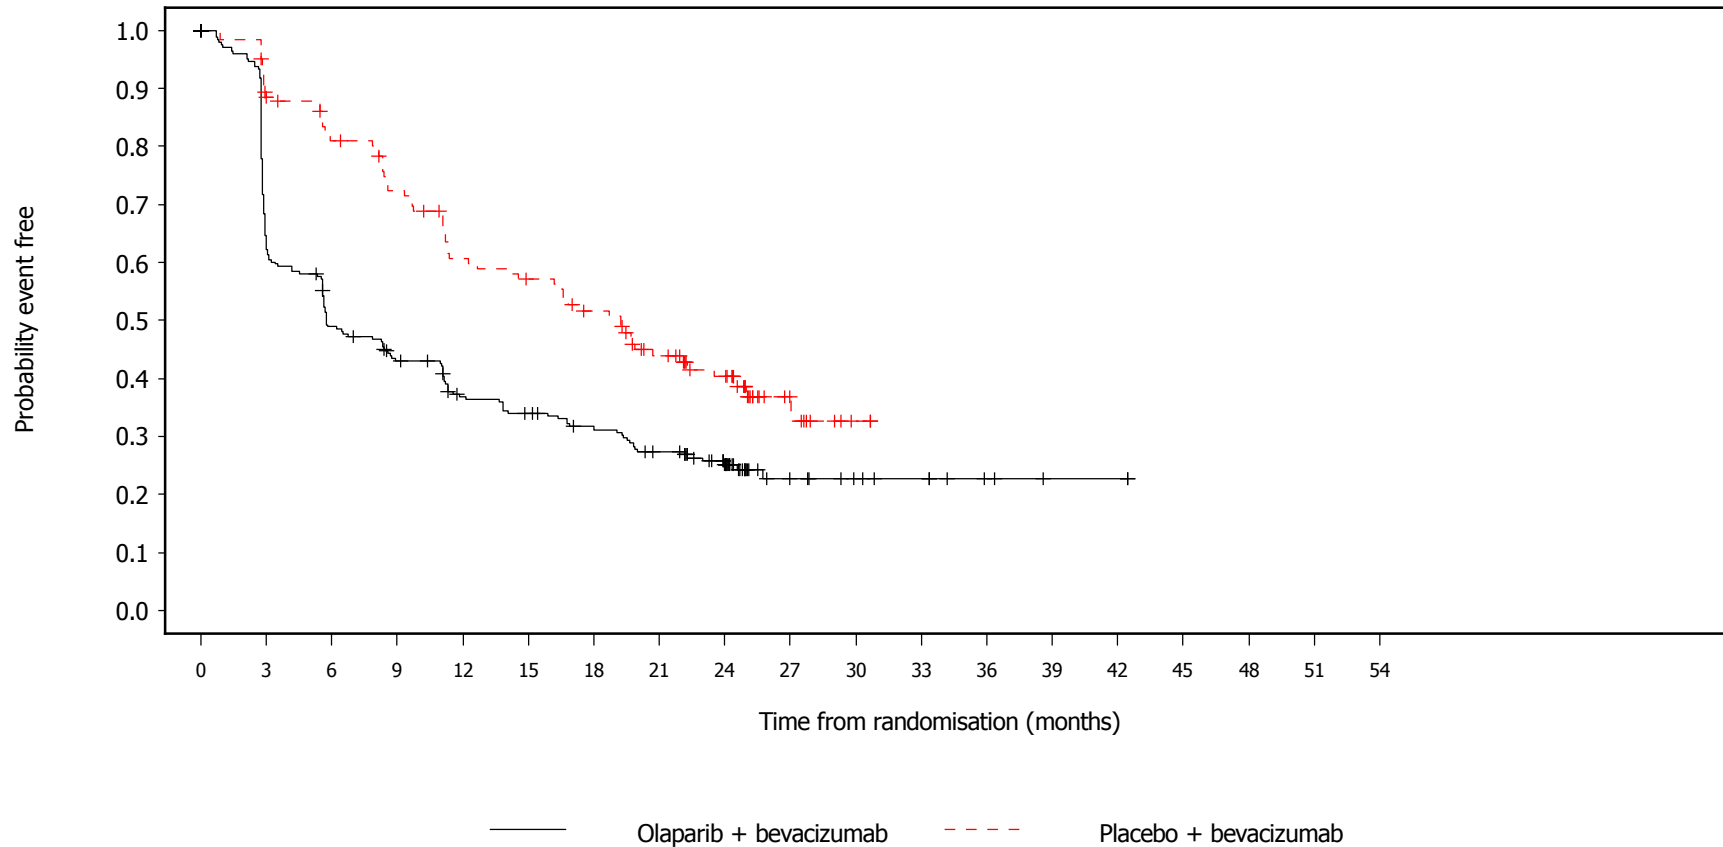 Probability event free
1.0
0.9
0.8
0.7
0.6
0.5
0.4
0.3
0.2
0.1
0.0
0 3 6 9 12 15 18 21 24 27 30 33 36 39 42 45 48 51 54
Time from randomisation (months)
Olaparib + bevacizumab Placebo + bevacizumab